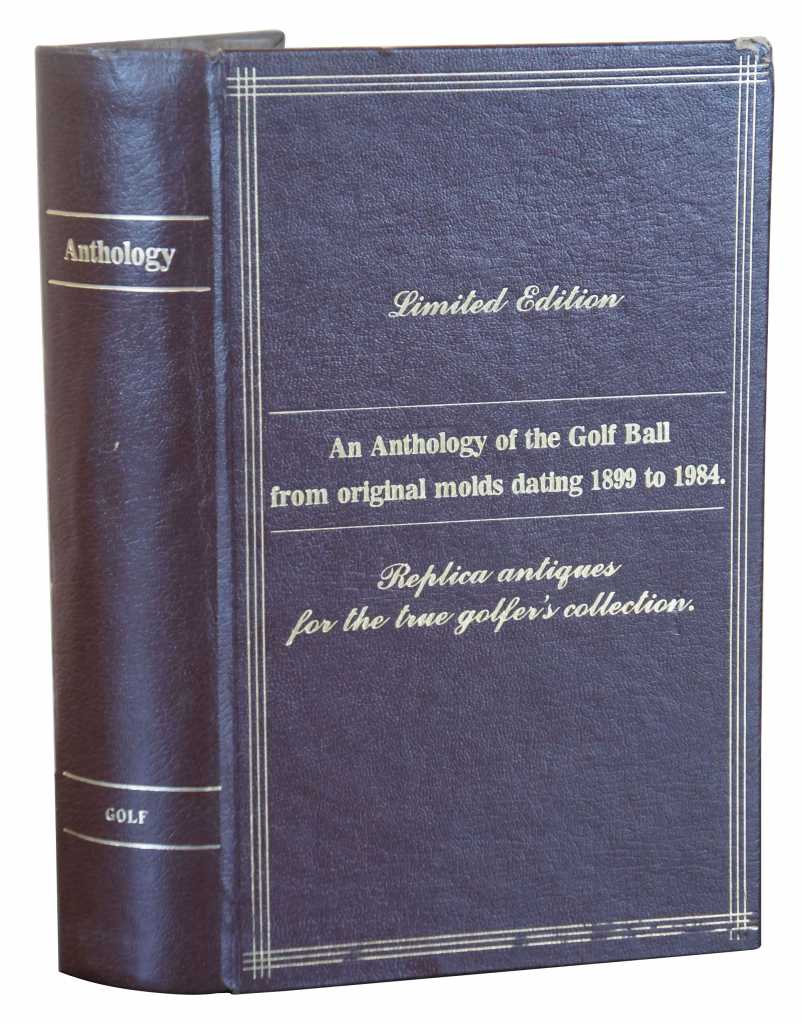 Anthology
GOLF
Limited Edition
An Anthology of the Golf Ball
from original molds dating 1899 to 1984.
Replica antiques
for the true golfer's collection.